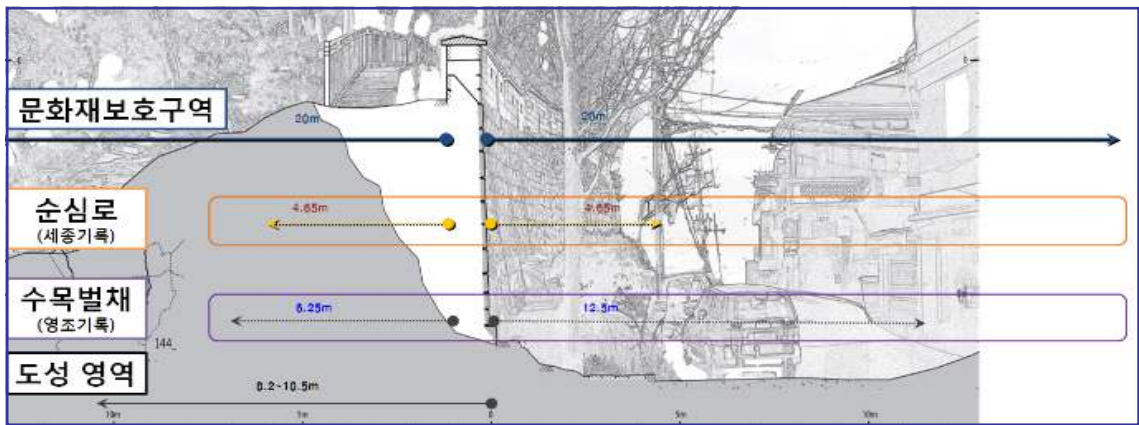 문화재보호구역
20m 20m
순심로
(세종기록)
4.65m 4.65m
수목벌채
(영조기록)
6.25m 12.5m
144
도성 영역
8.2-10.5m
10m 5m 0 5m 10m